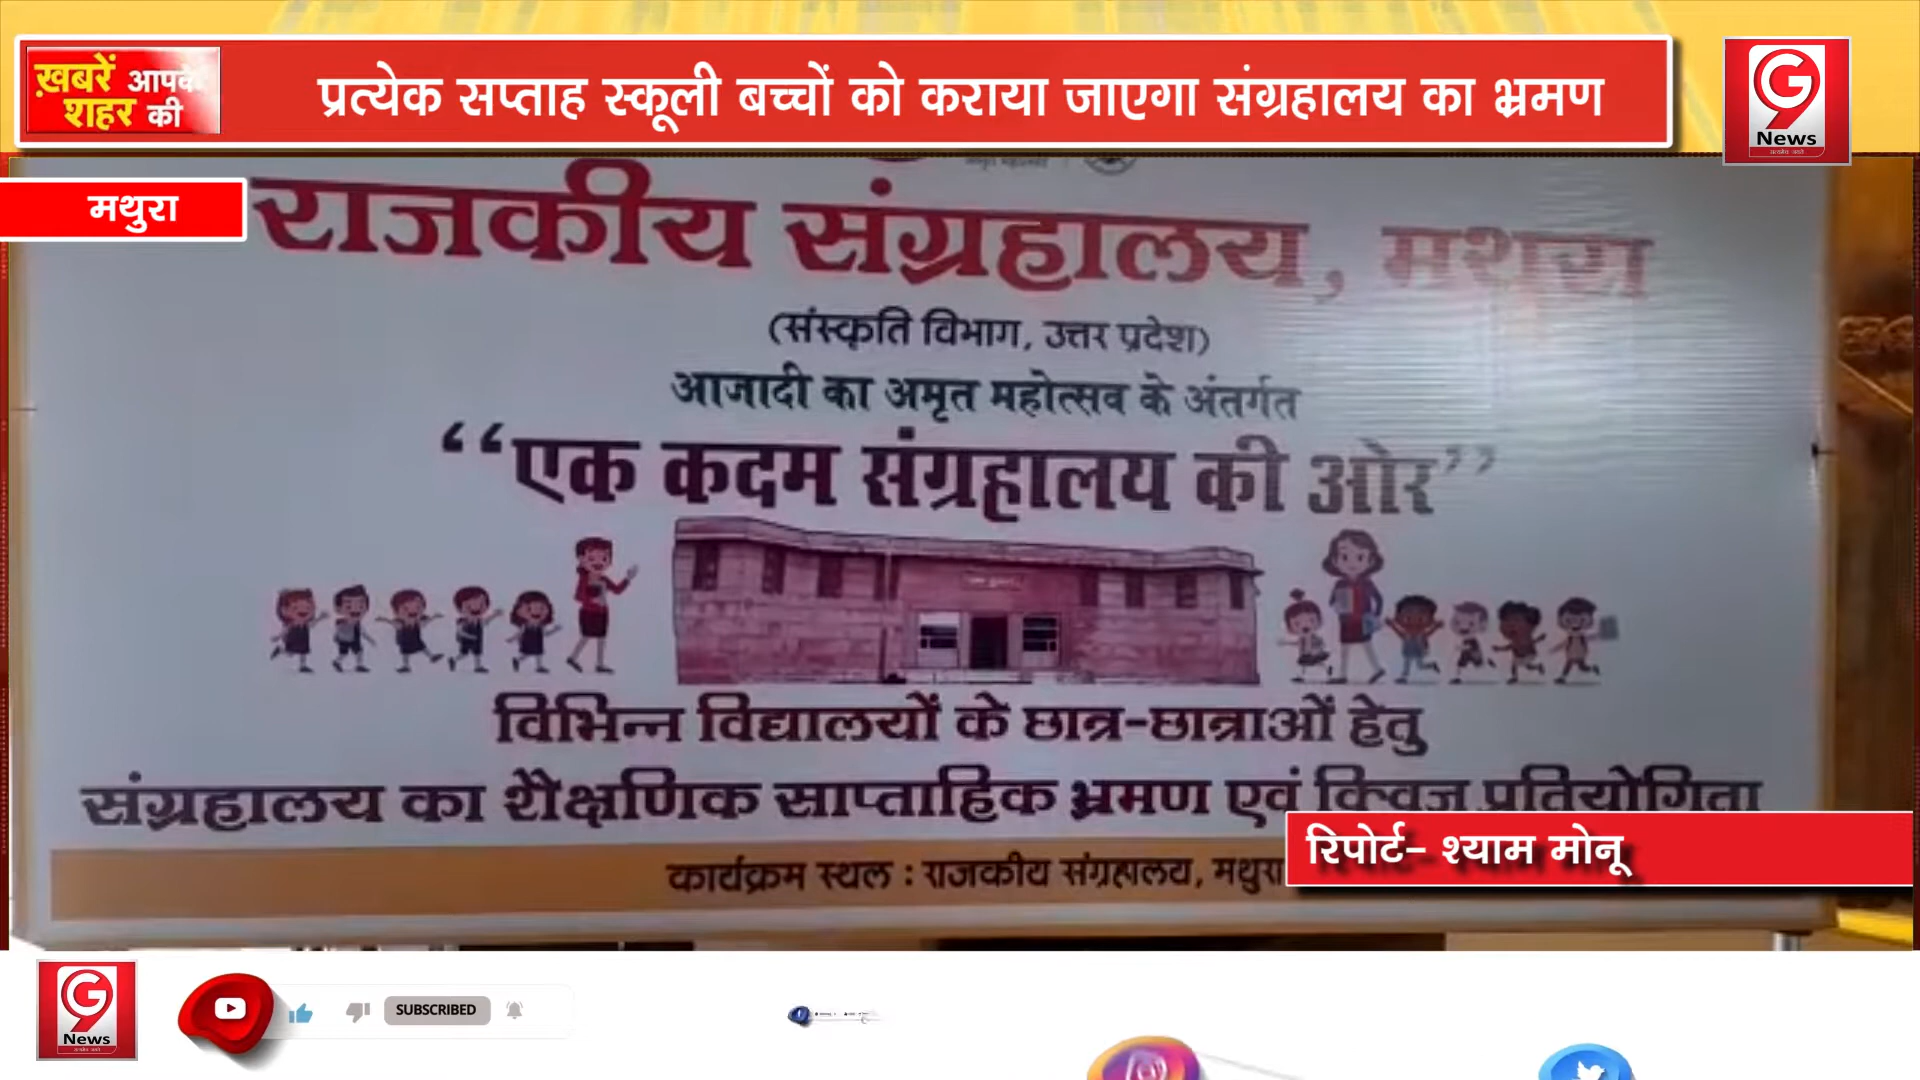 प्रत्येक सप्ताह स्कूली बच्चों को कराया जाएगा संग्रहालय का भ्रमण
ख़बरें आपके
शहर की
G9
News
मथुरा
राजकीय संग्रहालय, मथुरा
(संस्कृति विभाग, उत्तर प्रदेश)
आजादी का अमृत महोत्सव के अंतर्गत
‘‘एक कदम संग्रहालय की ओर’’
विभिन्न विद्यालयों के छात्र-छात्राओं हेतु
संग्रहालय का शैक्षणिक साप्ताहिक भ्रमण एवं क्विज प्रतियोगिता
कार्यक्रम स्थल : राजकीय संग्रहालय, मथुरा
रिपोर्ट– श्याम मोनू
G9
News
SUBSCRIBED